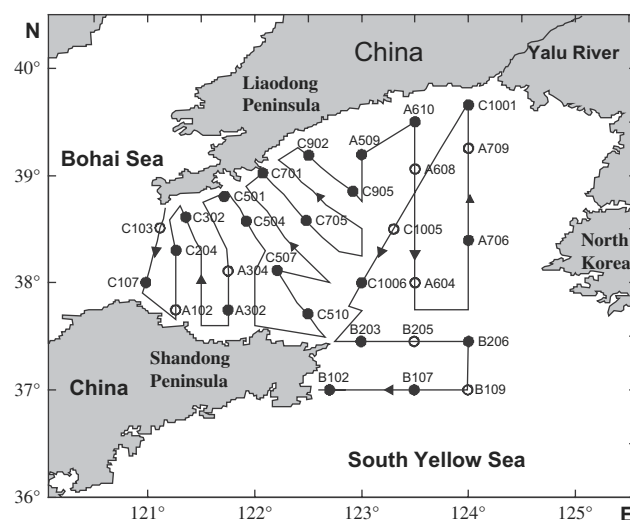 N
China
Yalu River
40°
Liaodong
Peninsula
A610
C1001
C902
A509
Bohai Sea
A709
A608
39°
C701
C905
C501
C302
C103
C504
C705
C1005
A706
North
Korea
C204
C507
A304
38°
C107
C1006
A604
A102
A302
C510
B203
B205
B206
Shandong
Peninsula
China
B102
B107
B109
37°
South Yellow Sea
36°
121°
122°
123°
124°
125°
E